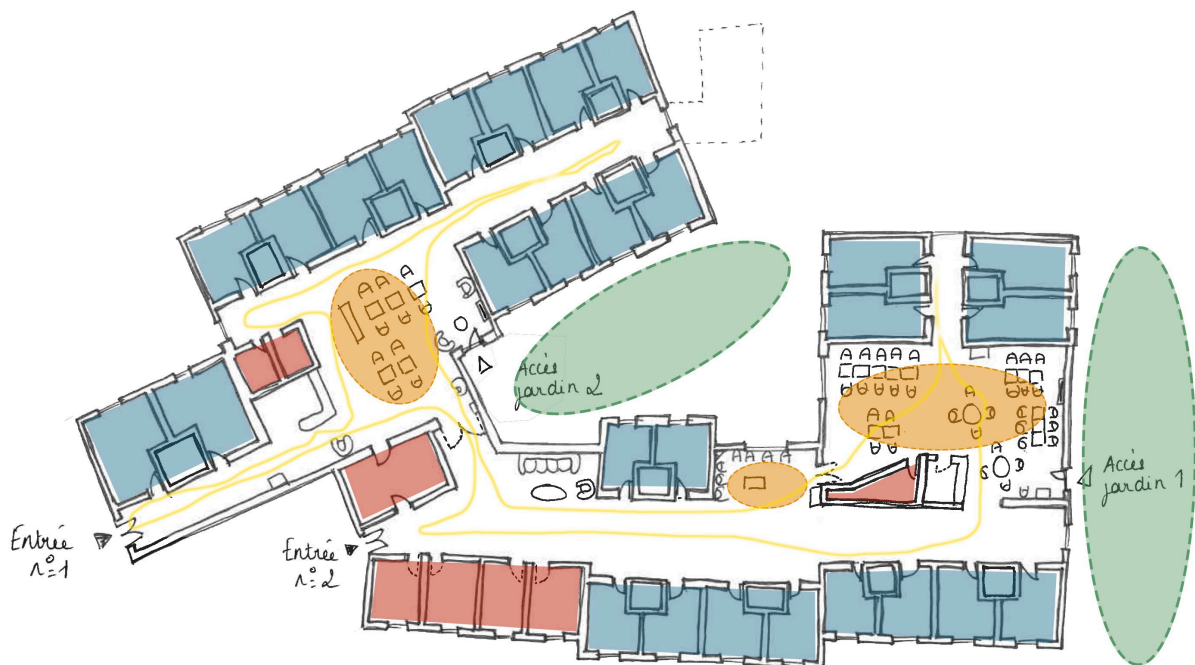 Accès
jardin 2
Accès
jardin 1
Entrée
n°=1
Entrée
n°=2